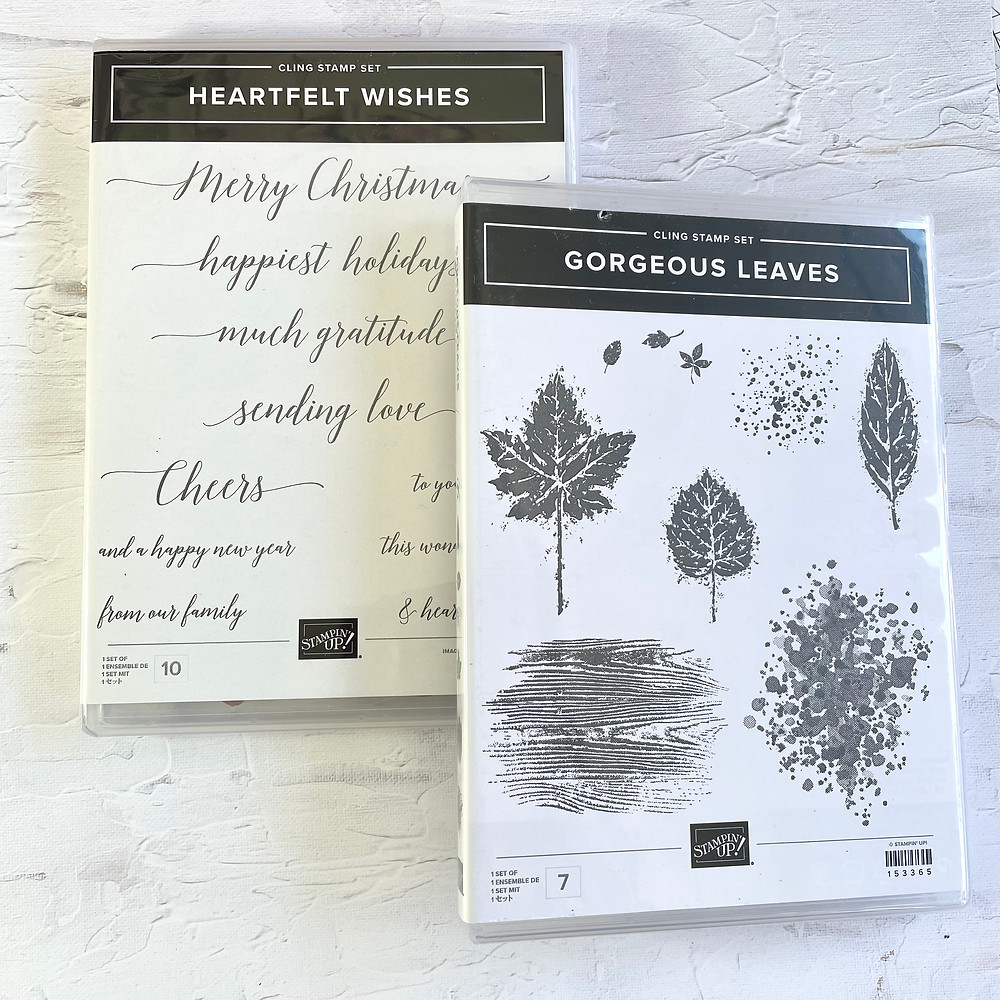 CLING STAMP SET
HEARTFELT WISHES
Merry Christmas
happiest holidays
much gratitude
sending love
Cheers
to you
and a happy new year
this
from our family
&
STAMPIN' UP!
1 SET OF
1 ENSEMBLE DE
1 SET MIT
1 セット
10
CLING STAMP SET
GORGEOUS LEAVES
STAMPIN' UP!
© STAMPIN' UP!
153365
1 SET OF
1 ENSEMBLE DE
1 SET MIT
1 セット
7